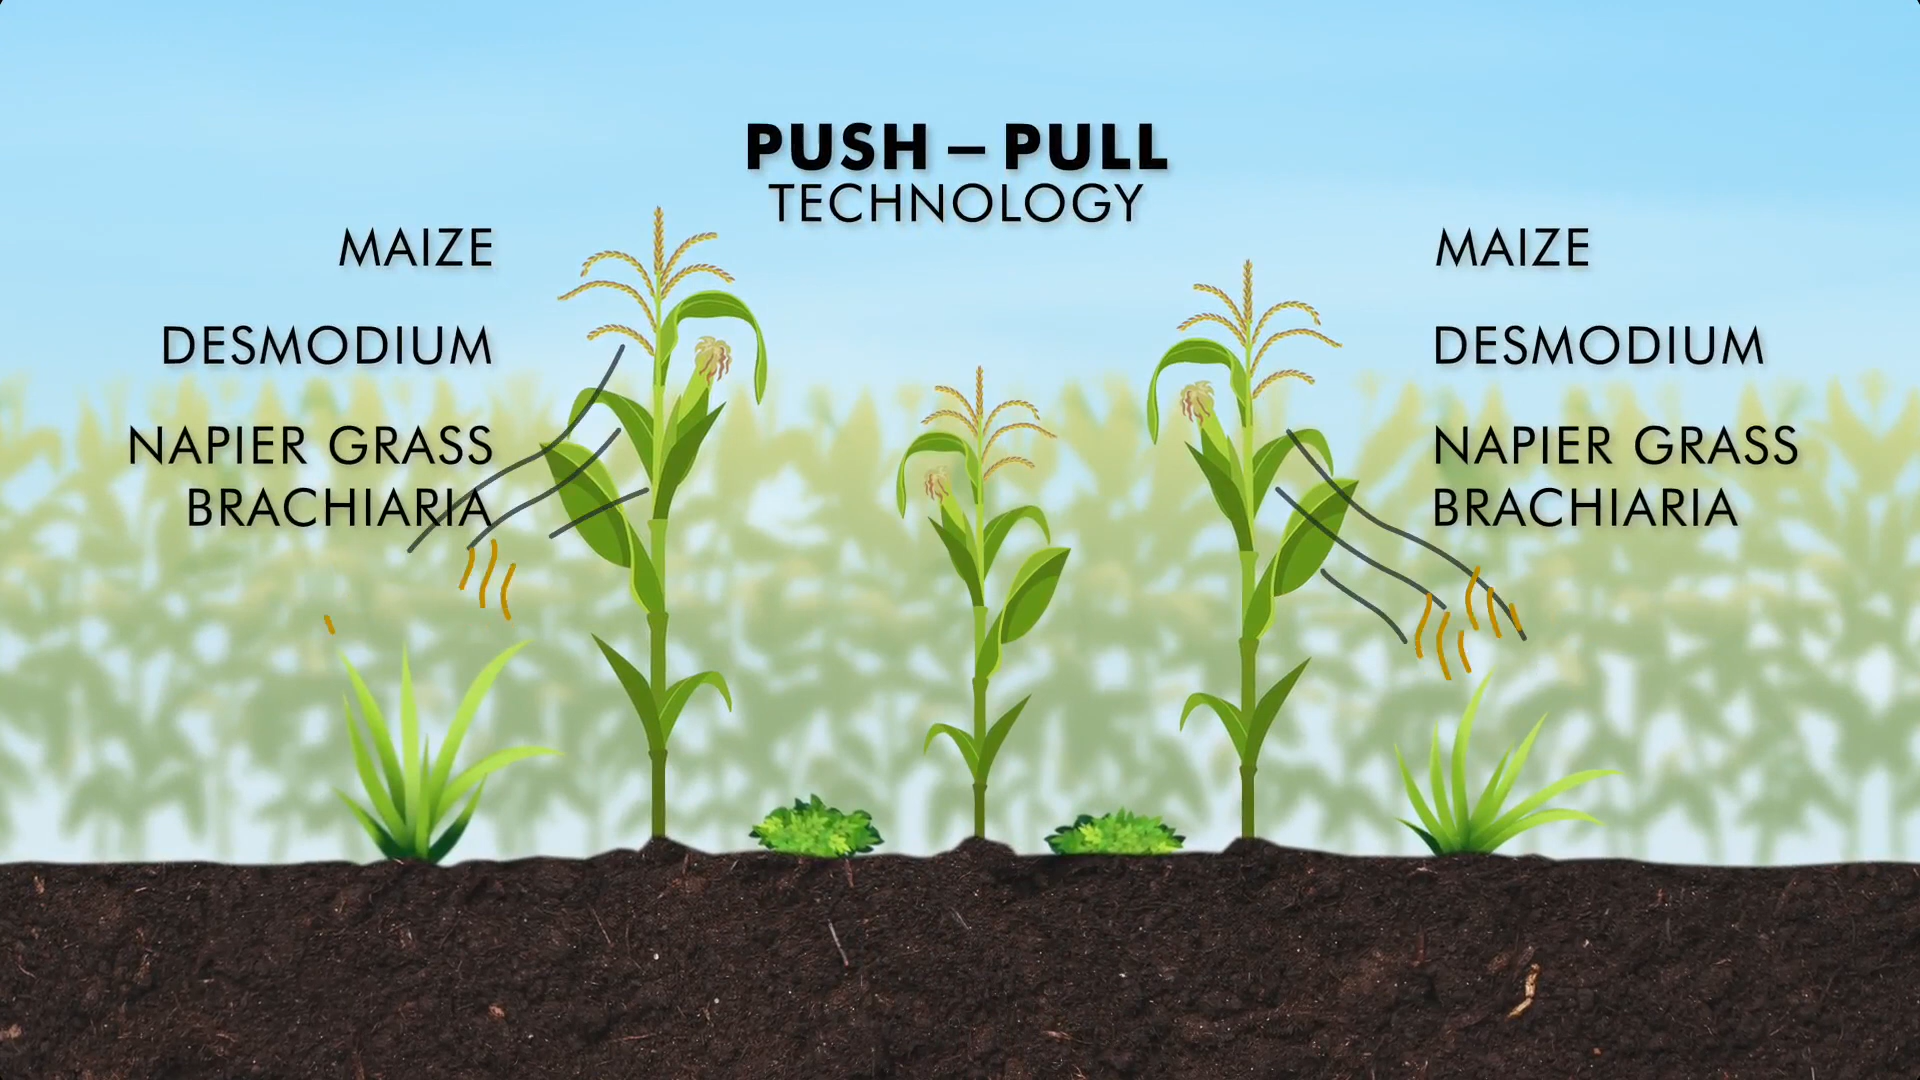 PUSH – PULL
TECHNOLOGY
MAIZE
DESMODIUM
NAPIER GRASS
BRACHIARIA
MAIZE
DESMODIUM
NAPIER GRASS
BRACHIARIA